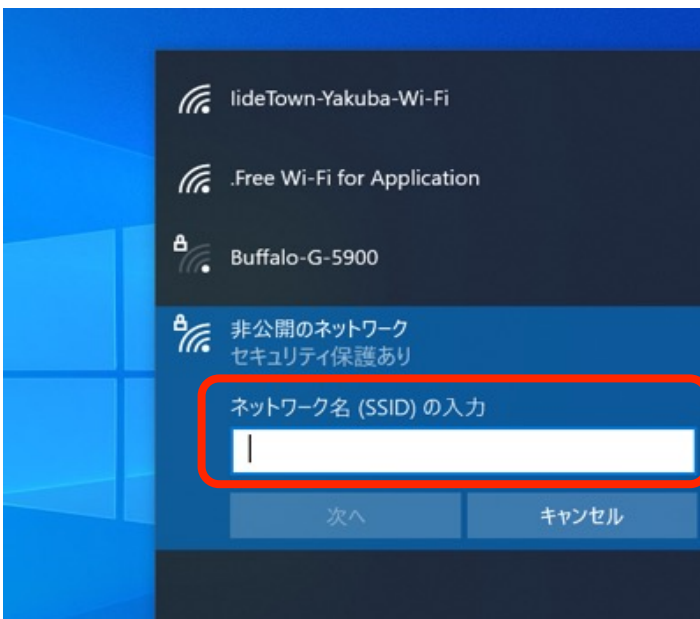 IideTown-Yakuba-Wi-Fi
.Free Wi-Fi for Application
Buffalo-G-5900
非公開のネットワーク
セキュリティ保護あり
ネットワーク名 (SSID) の入力
次へ
キャンセル